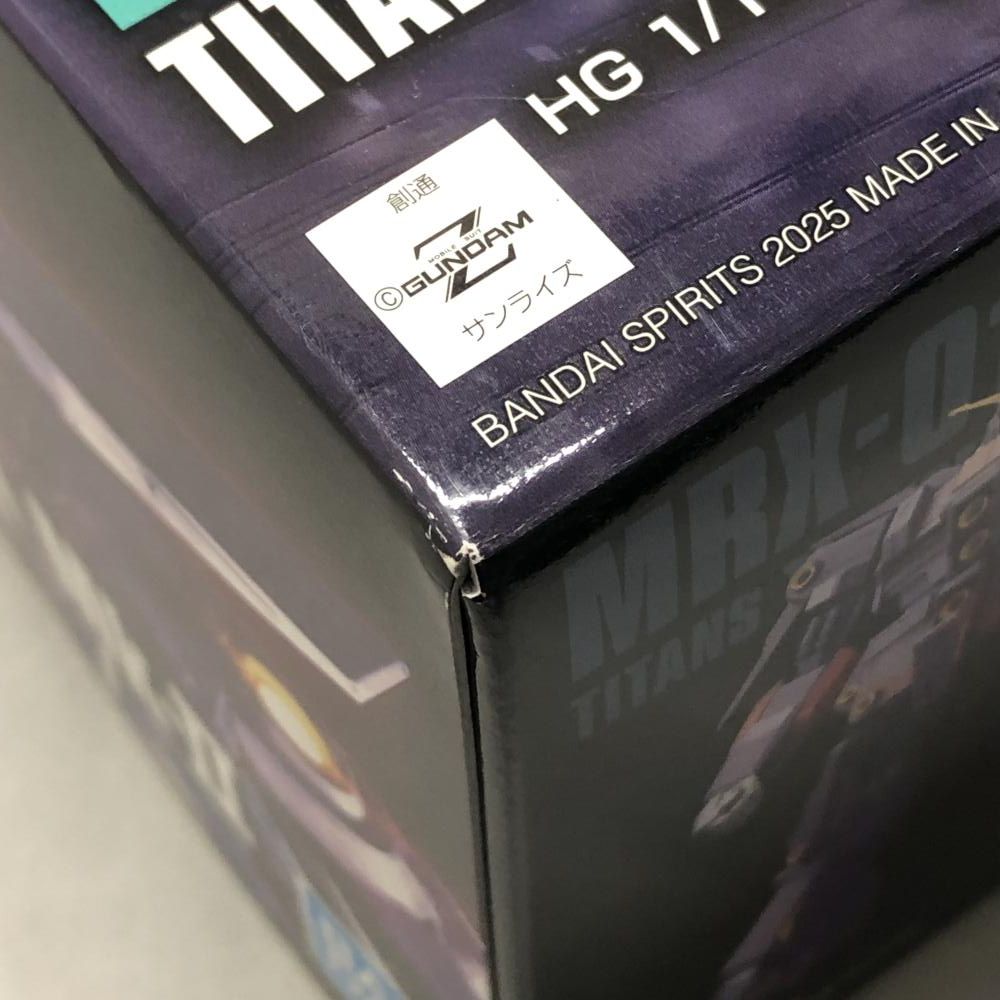 TITA
HG 1/1
創通
MOBILE SUIT
Z
©GUNDAM
サンライズ
BANDAI SPIRITS 2025 MADE IN
MRX-0
TITANS